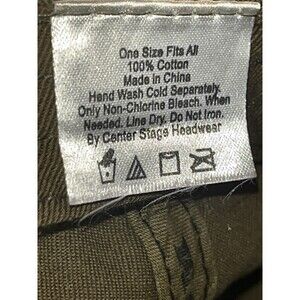 One Size Fits All
100% Cotton
Made in China
Hand Wash Cold Separately.
Only Non-Chlorine Bleach. When
Needed. Line Dry. Do Not Iron.
By Center Stage Headwear